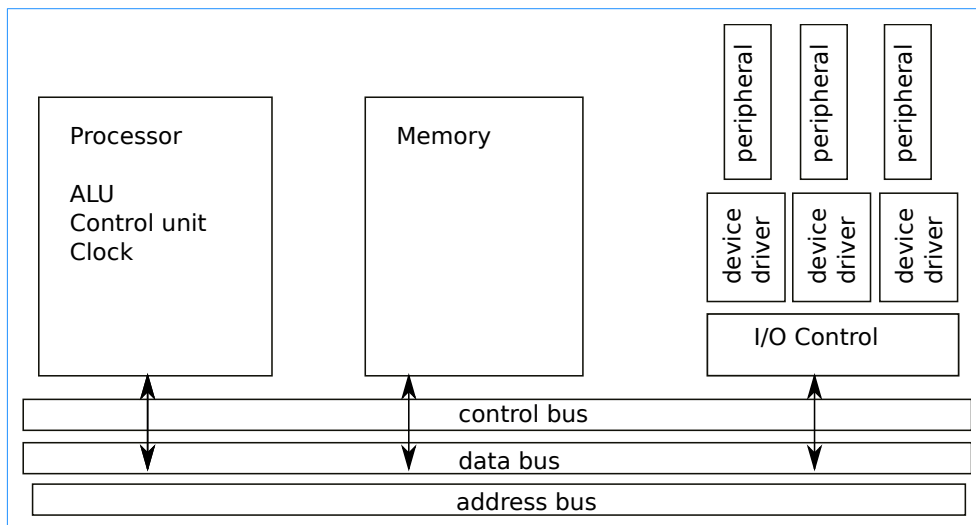 Processor
ALU
Control unit
Clock
Memory
peripheral
peripheral
peripheral
device
driver
device
driver
device
driver
I/O Control
control bus
data bus
address bus